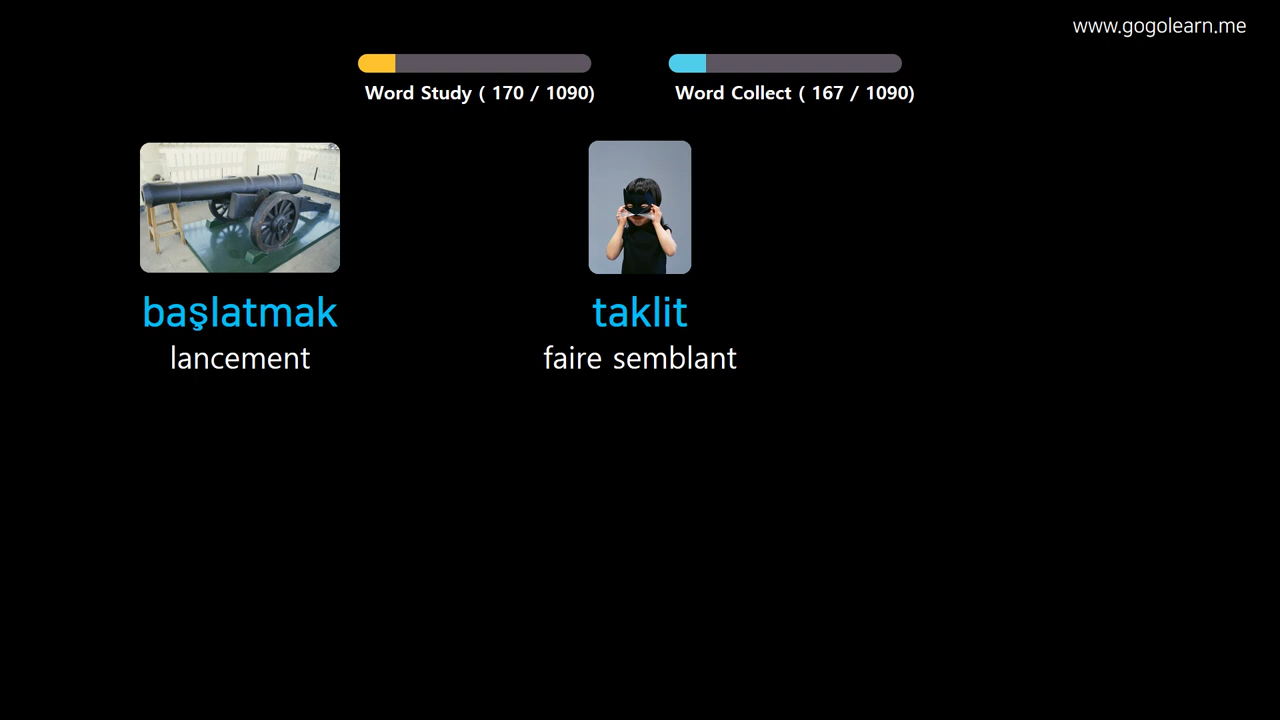 www.gogolearn.me
Word Study ( 170 / 1090)
Word Collect ( 167 / 1090)
başlatmak
taklit
lancement
faire semblant